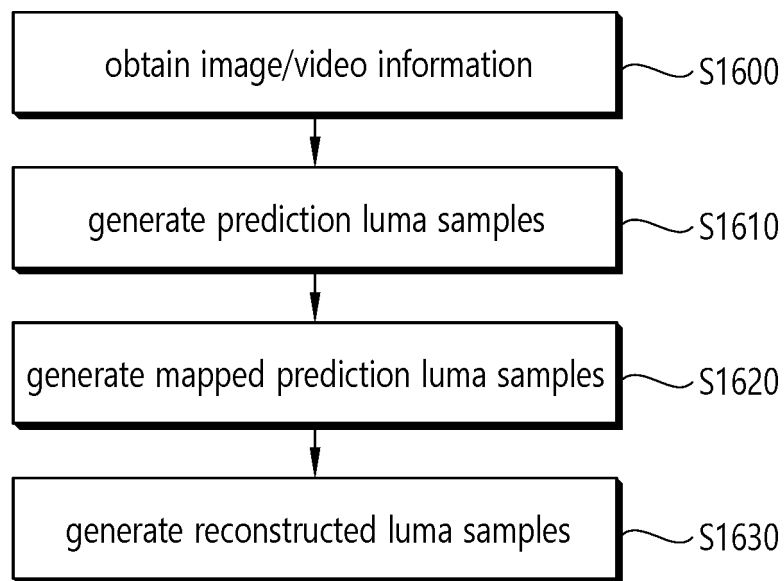 obtain image/video information
S1600
generate prediction luma samples
S1610
generate mapped prediction luma samples
S1620
generate reconstructed luma samples
S1630